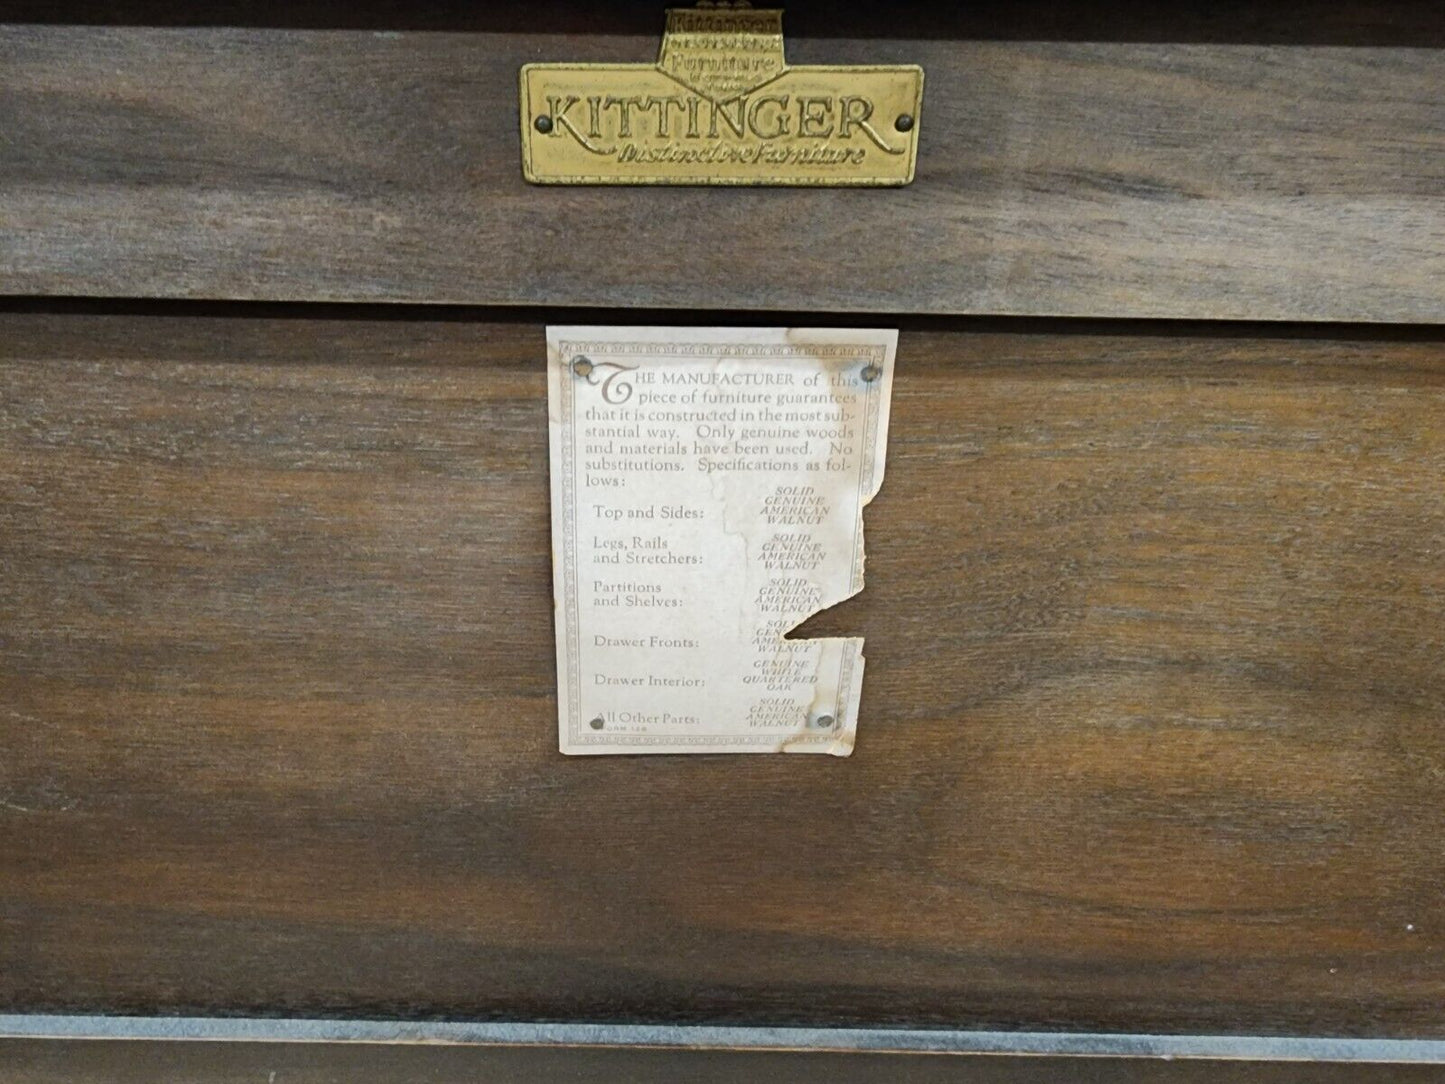 Kittinger
Furniture
KITTINGER
Distinctive Furniture
THE MANUFACTURER of this
piece of furniture guarantees
that it is constructed in the most sub-
stantial way. Only genuine woods
and materials have been used. No
substitutions. Specifications as fol-
lows:
Top and Sides:
SOLID
GENUINE
AMERICAN
WALNUT
Legs, Rails
and Stretchers:
SOLID
GENUINE
AMERICAN
WALNUT
Partitions
and Shelves:
SOLID
GENUINE
AMERICAN
WALNUT
Drawer Fronts:
WALNUT
Drawer Interior:
GENUINE
WHITE
QUARTERED
OAK
All Other Parts:
SOLID
GENUINE
AMERICAN
WALNUT